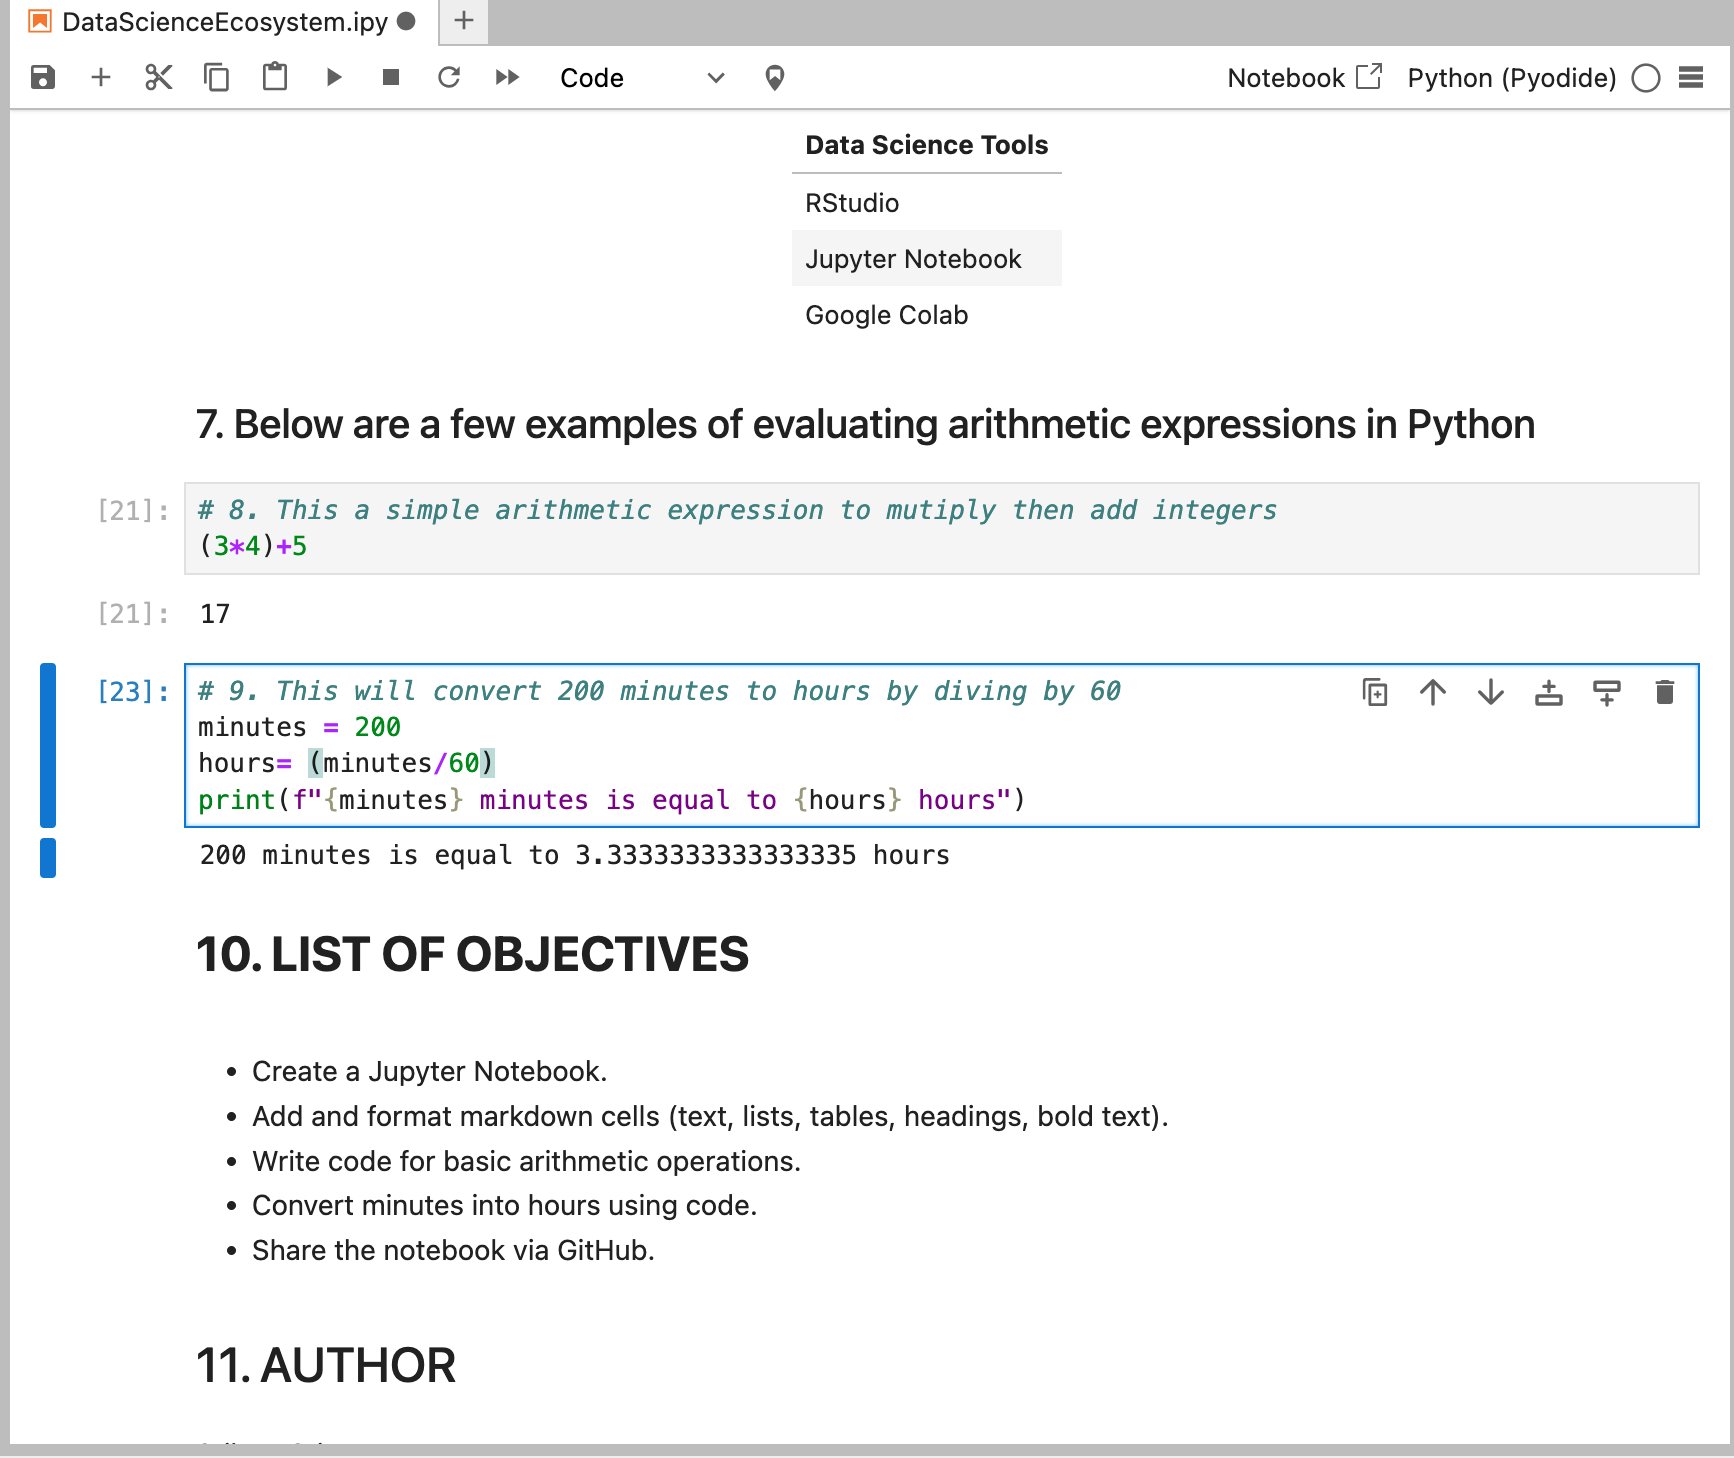 DataScienceEcosystem.ipy
Code
Notebook
Python (Pyodide)
Data Science Tools
RStudio
Jupyter Notebook
Google Colab
7. Below are a few examples of evaluating arithmetic expressions in Python
[21]:
# 8. This a simple arithmetic expression to mutiply then add integers
(3*4)+5
[21]:
17
[23]:
# 9. This will convert 200 minutes to hours by diving by 60
minutes = 200
hours= (minutes/60)
print(f"{minutes} minutes is equal to {hours} hours")
200 minutes is equal to 3.3333333333333335 hours
10. LIST OF OBJECTIVES
• Create a Jupyter Notebook.
• Add and format markdown cells (text, lists, tables, headings, bold text).
• Write code for basic arithmetic operations.
• Convert minutes into hours using code.
• Share the notebook via GitHub.
11. AUTHOR